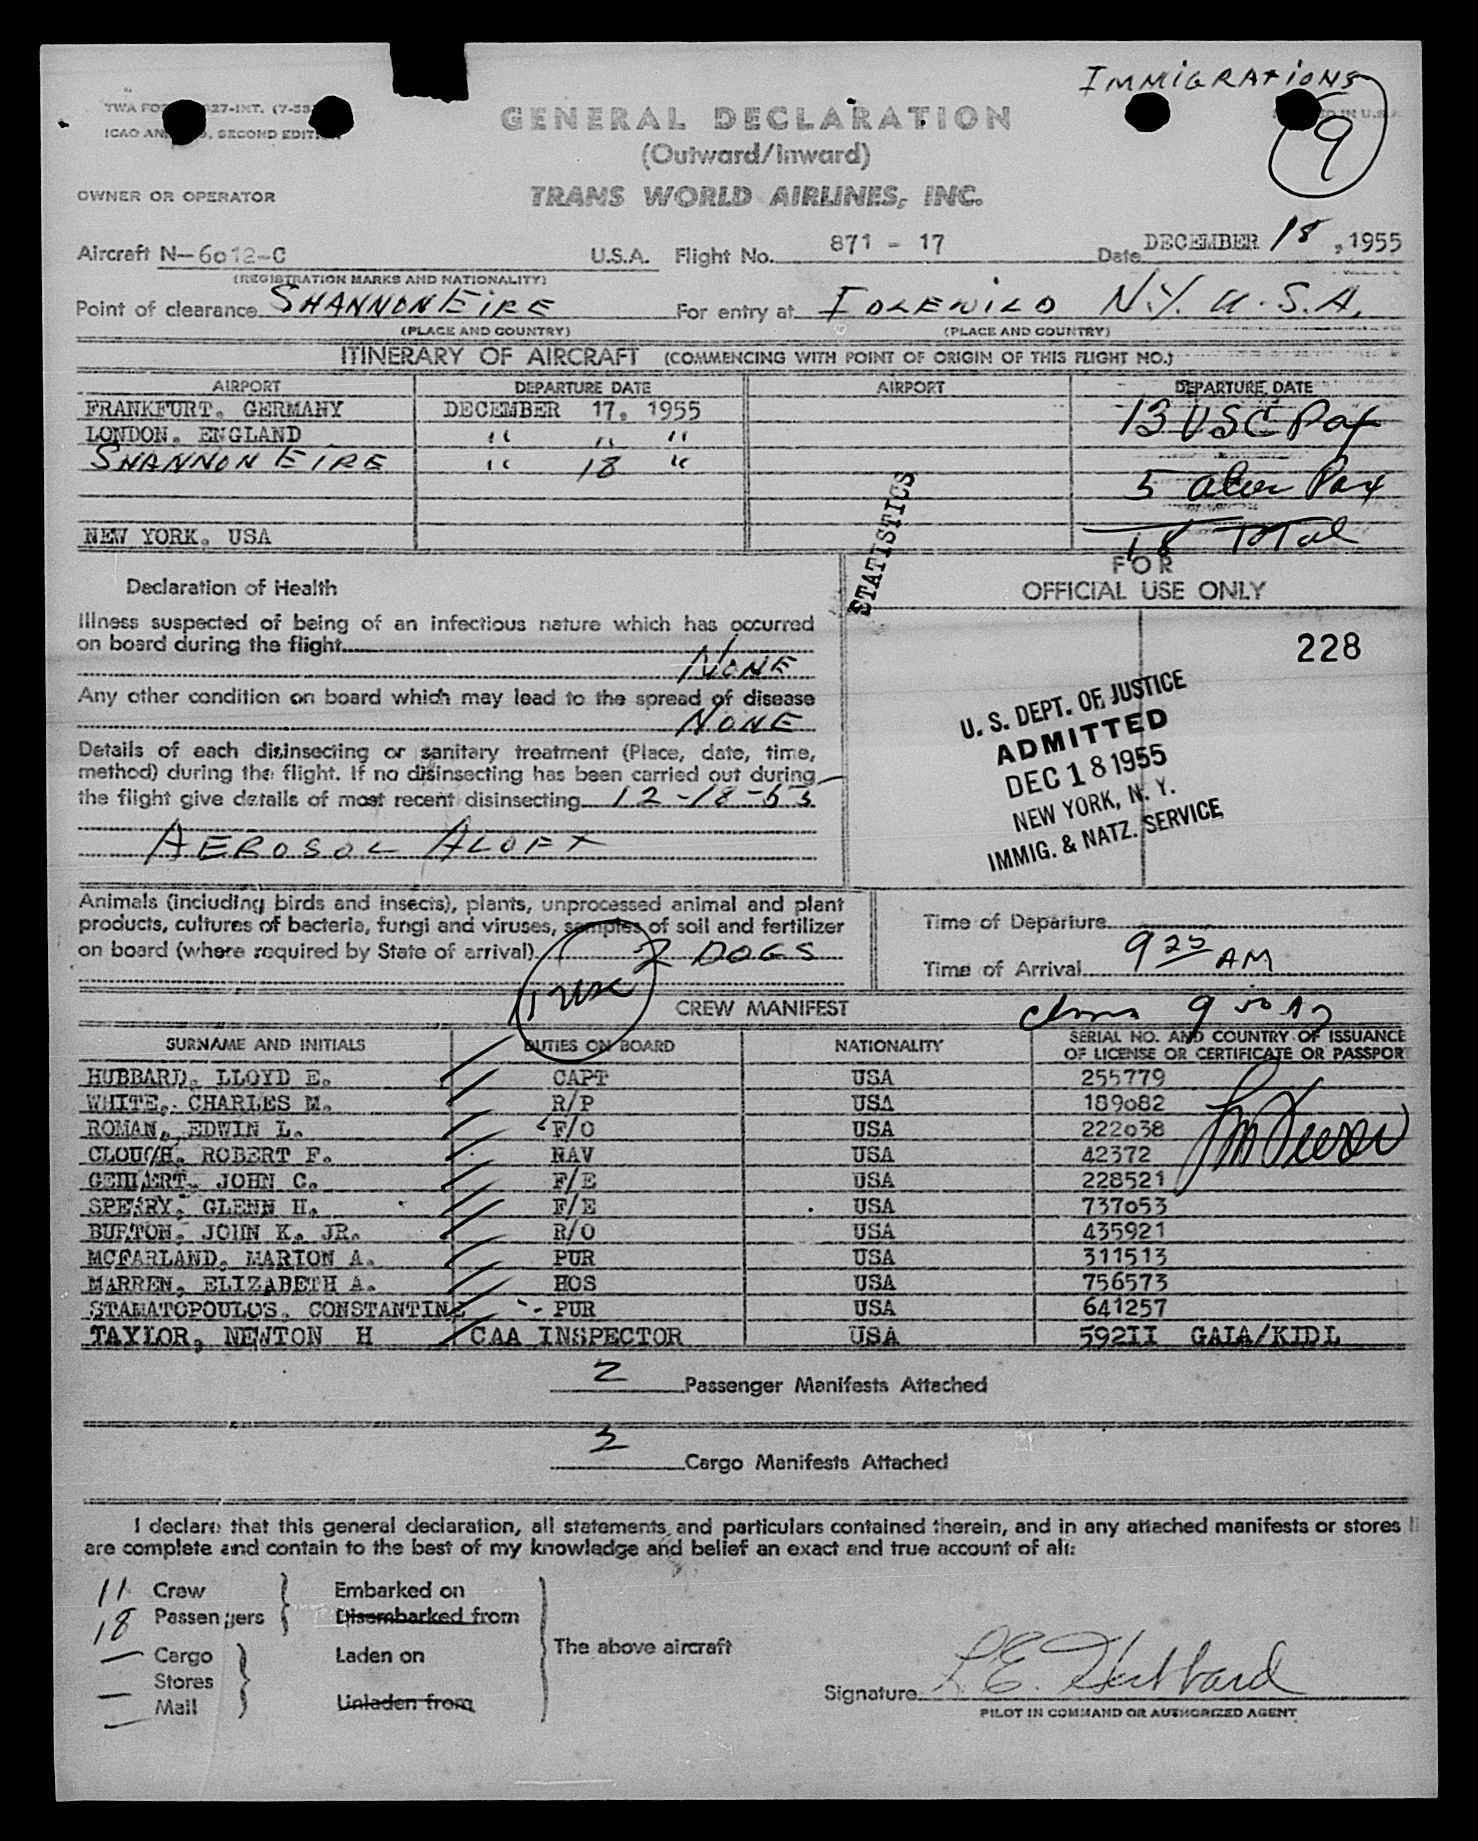 IMMIGRATIONS
9
GENERAL DECLARATION
(Outward/Inward)
OWNER OR OPERATOR TRANS WORLD AIRLINES, INC.
Aircraft N-6012-C U.S.A. Flight No. 871 - 17 Date DECEMBER 18, 1955
(REGISTRATION MARKS AND NATIONALITY)
Point of clearance SHANNON EIRE For entry at IDLEWILD N.Y. U.S.A.
(PLACE AND COUNTRY) (PLACE AND COUNTRY)
ITINERARY OF AIRCRAFT (COMMENCING WITH POINT OF ORIGIN OF THIS FLIGHT NO.)
AIRPORT DEPARTURE DATE AIRPORT DEPARTURE DATE
FRANKFURT, GERMANY DECEMBER 17, 1955 13 USC Pax
LONDON, ENGLAND " " "
SHANNON EIRE " 18 " 5 alien Pax
NEW YORK, USA 18 Total
STATISTICS
FOR
OFFICIAL USE ONLY
228
U. S. DEPT. OF JUSTICE
ADMITTED
DEC 18 1955
NEW YORK, N. Y.
IMMIG. & NATZ. SERVICE
Declaration of Health
Illness suspected of being of an infectious nature which has occurred
on board during the flight
NONE
Any other condition on board which may lead to the spread of disease
NONE
Details of each disinsecting or sanitary treatment (Place, date, time,
method) during the flight. If no disinsecting has been carried out during
the flight give details of most recent disinsecting 12-18-55
AEROSOL ALOFT
Animals (including birds and insects), plants, unprocessed animal and plant
products, cultures of bacteria, fungi and viruses, samples of soil and fertilizer
on board (where required by State of arrival) 2 DOGS
Time of Departure
Time of Arrival 9 25 AM
CREW MANIFEST
SURNAME AND INITIALS DUTIES ON BOARD NATIONALITY SERIAL NO. AND COUNTRY OF ISSUANCE
OF LICENSE OR CERTIFICATE OR PASSPORT
HUBBARD, LLOYD E. CAPT USA 255779
WHITE, CHARLES M. R/P USA 189082
ROMAN, EDWIN L. F/O USA 222038
CLOUGH, ROBERT F. NAV USA 42372
GEHLERT, JOHN C. F/E USA 228521
SPERRY, GLENN H. F/E USA 737053
BURTON, JOHN K. JR. R/O USA 435921
MCFARLAND, MARION A. PUR USA 311513
MARREN, ELIZABETH A. HOS USA 756573
STAMATOPOULOS, CONSTANTINE PUR USA 641257
TAYLOR, NEWTON H CAA INSPECTOR USA 592II GAIA/KIDL
2 Passenger Manifests Attached
3 Cargo Manifests Attached
I declare that this general declaration, all statements and particulars contained therein, and in any attached manifests or stores
are complete and contain to the best of my knowledge and belief an exact and true account of all:
11 Crew Embarked on
18 Passengers Disembarked from
— Cargo Laden on
— Stores
— Mail Unladen from
The above aircraft
Signature L.E. Hubbard
PILOT IN COMMAND OR AUTHORIZED AGENT